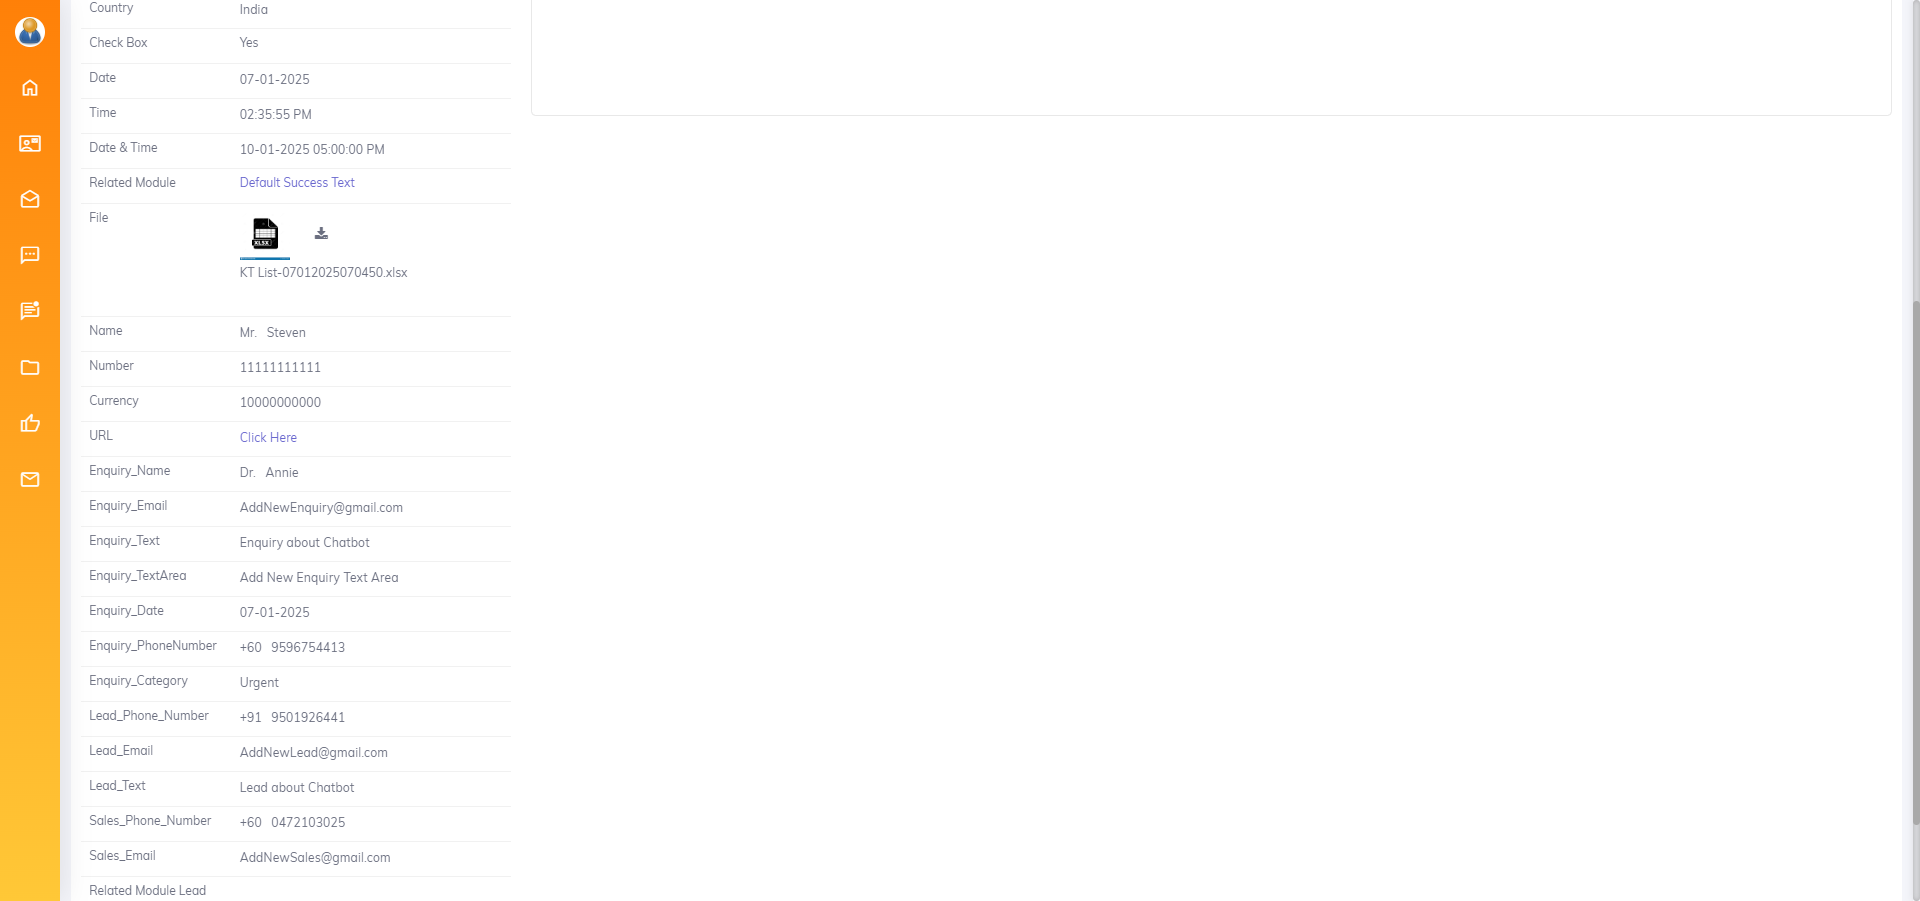 Country India
Check Box Yes
Date 07-01-2025
Time 02:35:55 PM
Date & Time 10-01-2025 05:00:00 PM
Related Module Default Success Text
File
XLSX
KT List-07012025070450.xlsx
Name Mr. Steven
Number 11111111111
Currency 10000000000
URL Click Here
Enquiry_Name Dr. Annie
Enquiry_Email AddNewEnquiry@gmail.com
Enquiry_Text Enquiry about Chatbot
Enquiry_TextArea Add New Enquiry Text Area
Enquiry_Date 07-01-2025
Enquiry_PhoneNumber +60 9596754413
Enquiry_Category Urgent
Lead_Phone_Number +91 9501926441
Lead_Email AddNewLead@gmail.com
Lead_Text Lead about Chatbot
Sales_Phone_Number +60 0472103025
Sales_Email AddNewSales@gmail.com
Related Module Lead